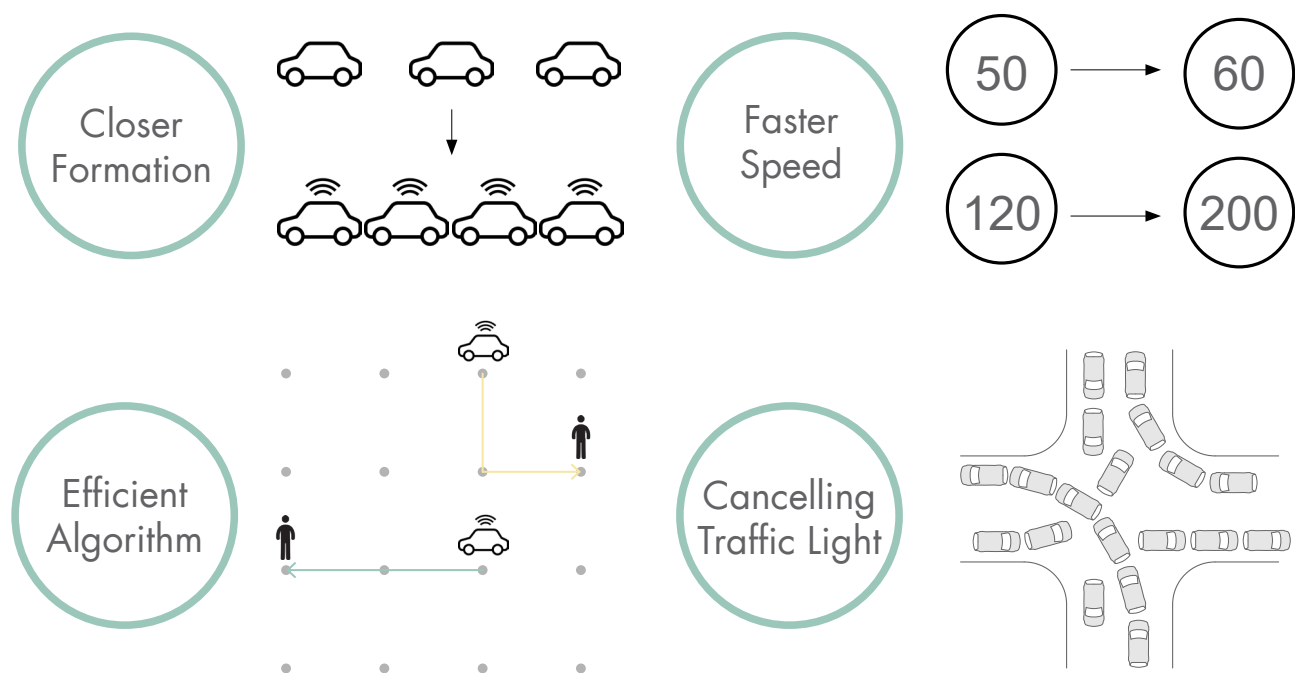 Closer
Formation
Faster
Speed
50
60
120
200
Efficient
Algorithm
Cancelling
Traffic Light